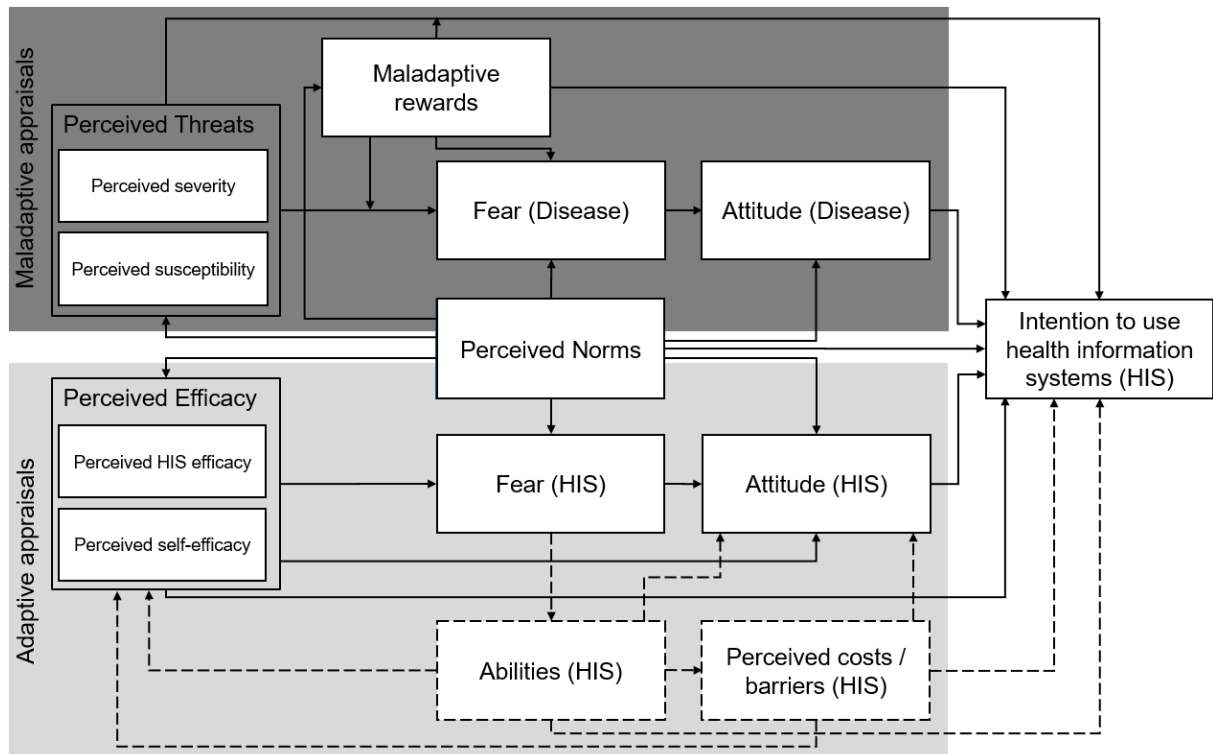 Maladaptive appraisals
Maladaptive
rewards
Perceived Threats
Perceived severity
Perceived susceptibility
Fear (Disease)
Attitude (Disease)
Perceived Norms
Intention to use
health information
systems (HIS)
Adaptive appraisals
Perceived Efficacy
Perceived HIS efficacy
Perceived self-efficacy
Fear (HIS)
Attitude (HIS)
Abilities (HIS)
Perceived costs /
barriers (HIS)